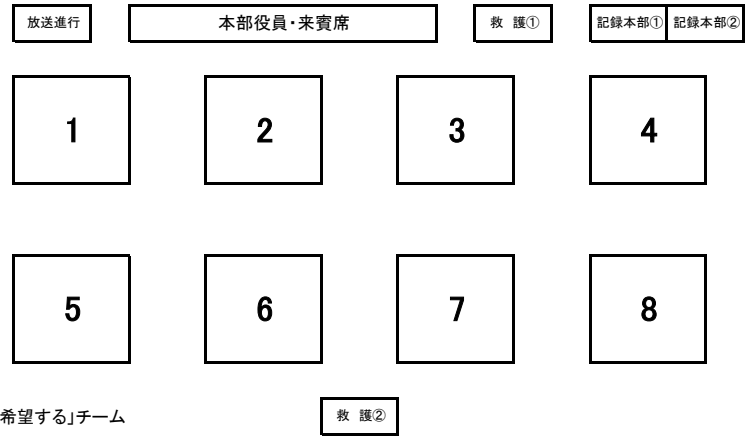 放送進行 本部役員・来賓席 救 護① 記録本部① 記録本部②
1 2 3 4
5 6 7 8
希望する」チーム 救 護②